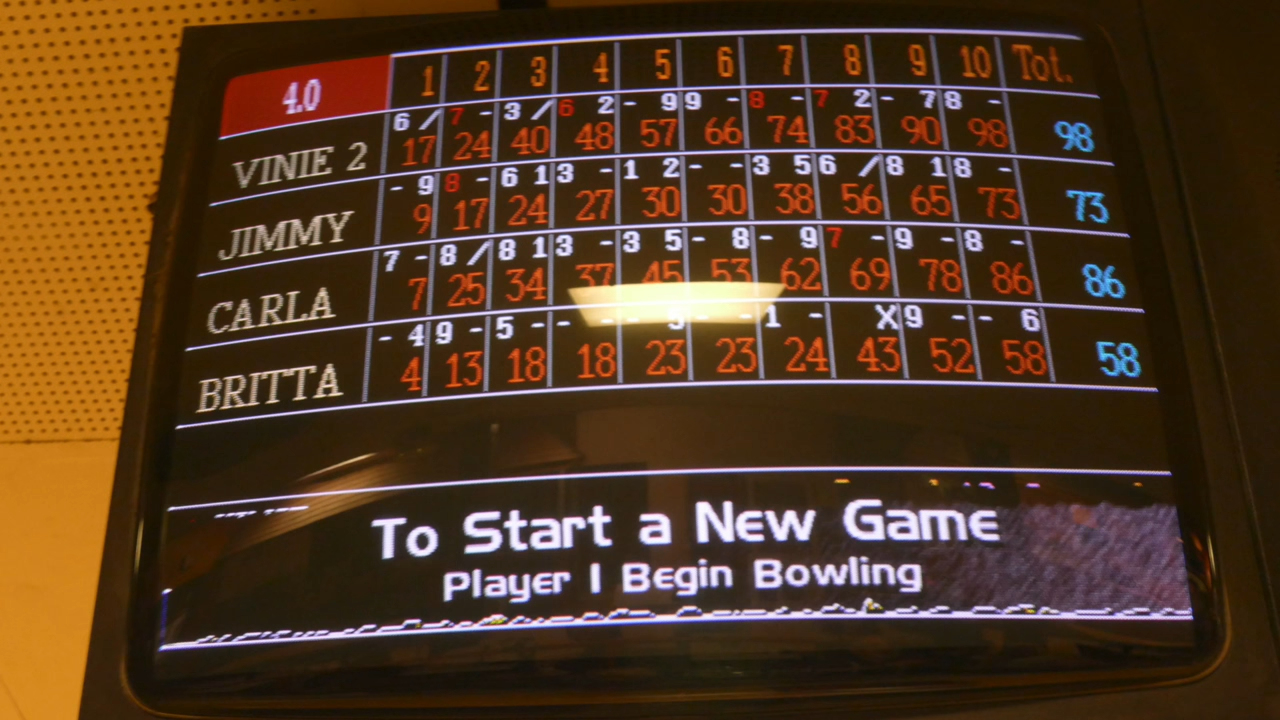 4.0 1 2 3 4 5 6 7 8 9 10 Tot.
6 / 7 - 3 / 6 2 - 9 9 - 8 - 7 2 - 7 8 -
VINIE 2 17 24 40 48 57 66 74 83 90 98 98
- 9 8 - 6 1 3 - 1 2 - - 3 5 6 / 8 1 8 -
JIMMY 9 17 24 27 30 30 38 56 65 73 73
7 - 8 / 8 1 3 - 3 5 - 8 - 9 7 - 9 - 8 -
CARLA 7 25 34 37 45 53 62 69 78 86 86
- 4 9 - 5 - - - - 5 - - 1 - X 9 - - 6
BRITTA 4 13 18 18 23 23 24 43 52 58 58
To Start a New Game
Player 1 Begin Bowling